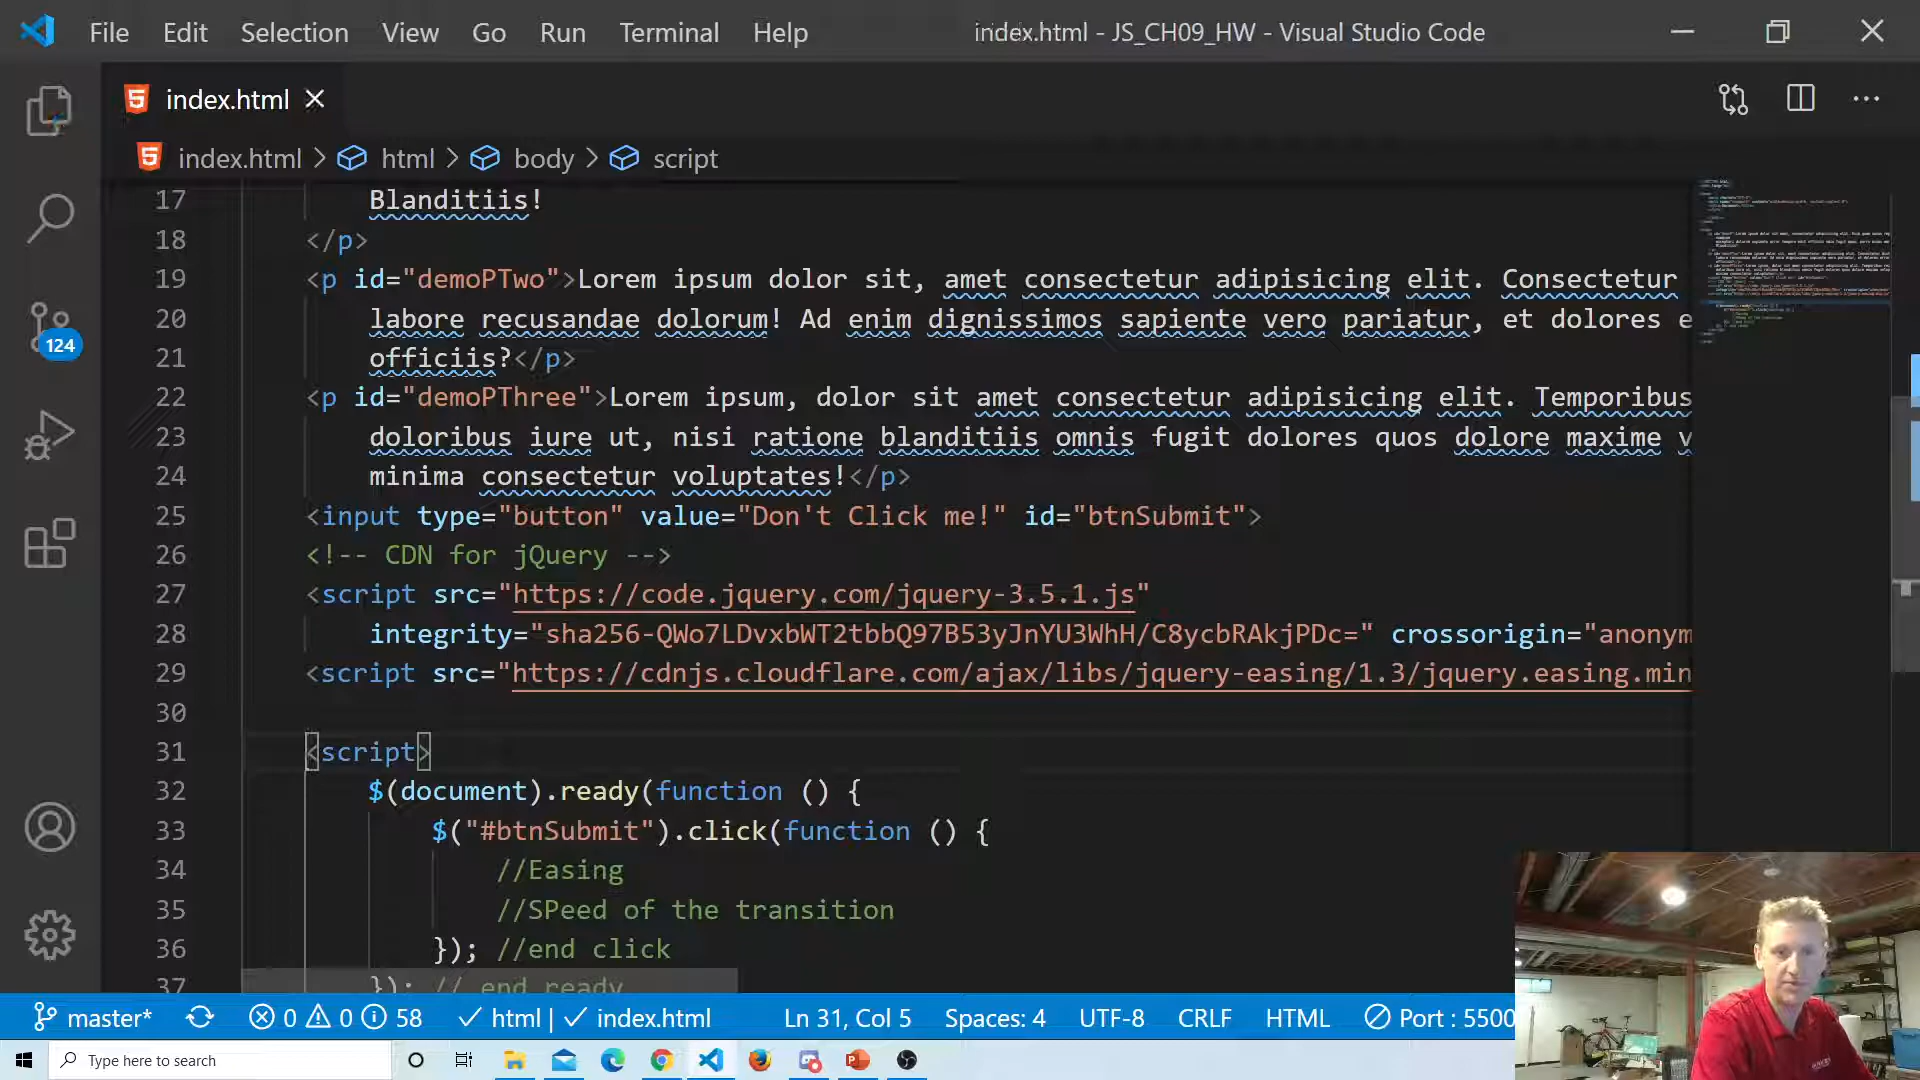 File Edit Selection View Go Run Terminal Help index.html - JS_CH09_HW - Visual Studio Code
index.html
index.html > html > body > script
17 Blanditiis!
18 </p>
19 <p id="demoPTwo">Lorem ipsum dolor sit, amet consectetur adipisicing elit. Consectetur
20 labore recusandae dolorum! Ad enim dignissimos sapiente vero pariatur, et dolores e
21 officiis?</p>
22 <p id="demoPThree">Lorem ipsum, dolor sit amet consectetur adipisicing elit. Temporibus
23 doloribus iure ut, nisi ratione blanditiis omnis fugit dolores quos dolore maxime v
24 minima consectetur voluptates!</p>
25 <input type="button" value="Don't Click me!" id="btnSubmit">
26 <!-- CDN for jQuery -->
27 <script src="https://code.jquery.com/jquery-3.5.1.js"
28 integrity="sha256-QWo7LDvxbWT2tbbQ97B53yJnYU3WhH/C8ycbRAkjPDc=" crossorigin="anonym
29 <script src="https://cdnjs.cloudflare.com/ajax/libs/jquery-easing/1.3/jquery.easing.min
30
31 <script>
32 $(document).ready(function () {
33 $("#btnSubmit").click(function () {
34 //Easing
35 //SPeed of the transition
36 }); //end click
37 }); // end ready
124
master* 0 0 58 html | index.html Ln 31, Col 5 Spaces: 4 UTF-8 CRLF HTML Port : 5500
Type here to search